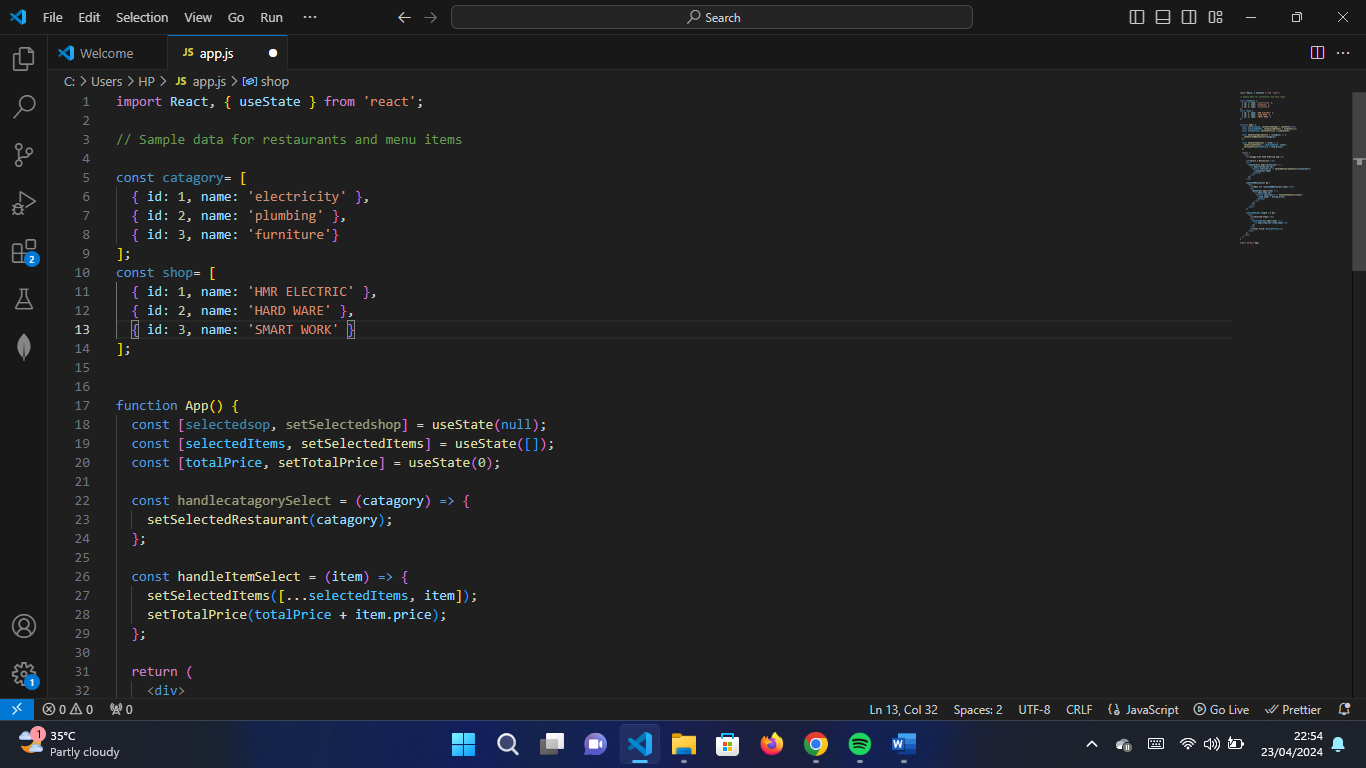 File Edit Selection View Go Run ··· Search
Welcome JS app.js
C: > Users > HP > JS app.js > shop
1 import React, { useState } from 'react';
2
3 // Sample data for restaurants and menu items
4
5 const catagory= [
6 { id: 1, name: 'electricity' },
7 { id: 2, name: 'plumbing' },
8 { id: 3, name: 'furniture'}
9 ];
10 const shop= [
11 { id: 1, name: 'HMR ELECTRIC' },
12 { id: 2, name: 'HARD WARE' },
13 { id: 3, name: 'SMART WORK' }
14 ];
15
16
17 function App() {
18 const [selectedsop, setSelectedshop] = useState(null);
19 const [selectedItems, setSelectedItems] = useState([]);
20 const [totalPrice, setTotalPrice] = useState(0);
21
22 const handlecatagorySelect = (catagory) => {
23 setSelectedRestaurant(catagory);
24 };
25
26 const handleItemSelect = (item) => {
27 setSelectedItems([...selectedItems, item]);
28 setTotalPrice(totalPrice + item.price);
29 };
30
31 return (
32 <div>
2
1
0 0 0 Ln 13, Col 32 Spaces: 2 UTF-8 CRLF {} JavaScript Go Live Prettier
1 35°C
Partly cloudy
22:54
23/04/2024